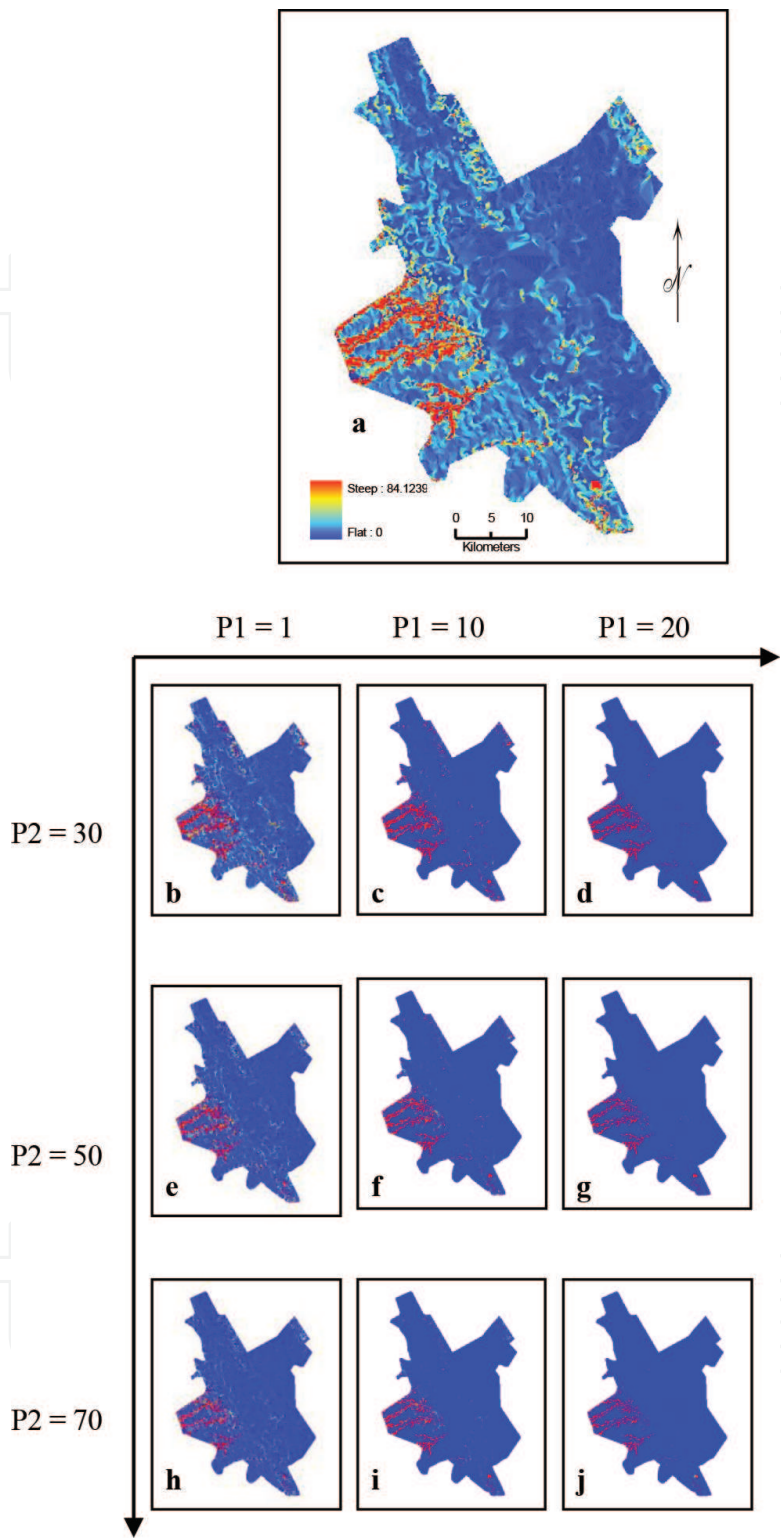 N
a
Steep : 84.1239
Flat : 0
0 5 10
Kilometers
P1 = 1 P1 = 10 P1 = 20
P2 = 30
b c d
P2 = 50
e f g
P2 = 70
h i j